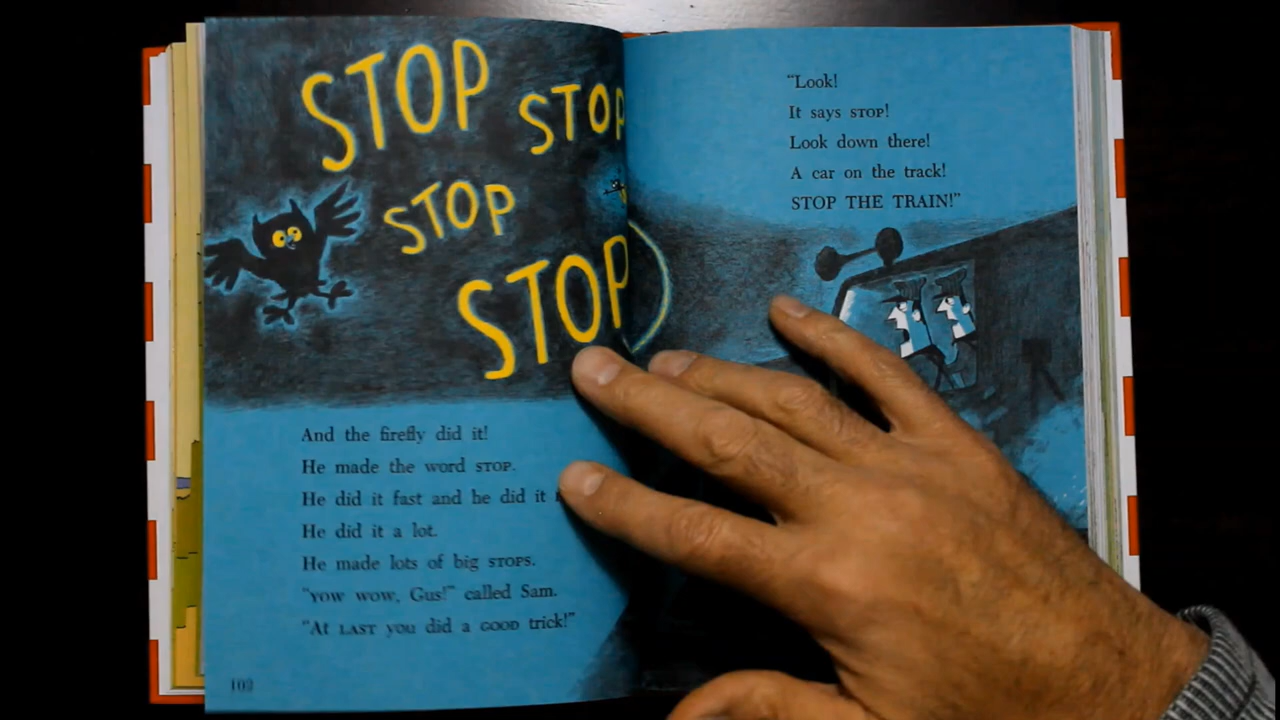 STOP STOP
STOP
STOP
And the firefly did it!
He made the word STOP.
He did it fast and he did it
He did it a lot.
He made lots of big STOPS.
"YOW WOW, Gus!" called Sam.
"At LAST you did a GOOD trick!"
102
"Look!
It says STOP!
Look down there!
A car on the track!
STOP THE TRAIN!"